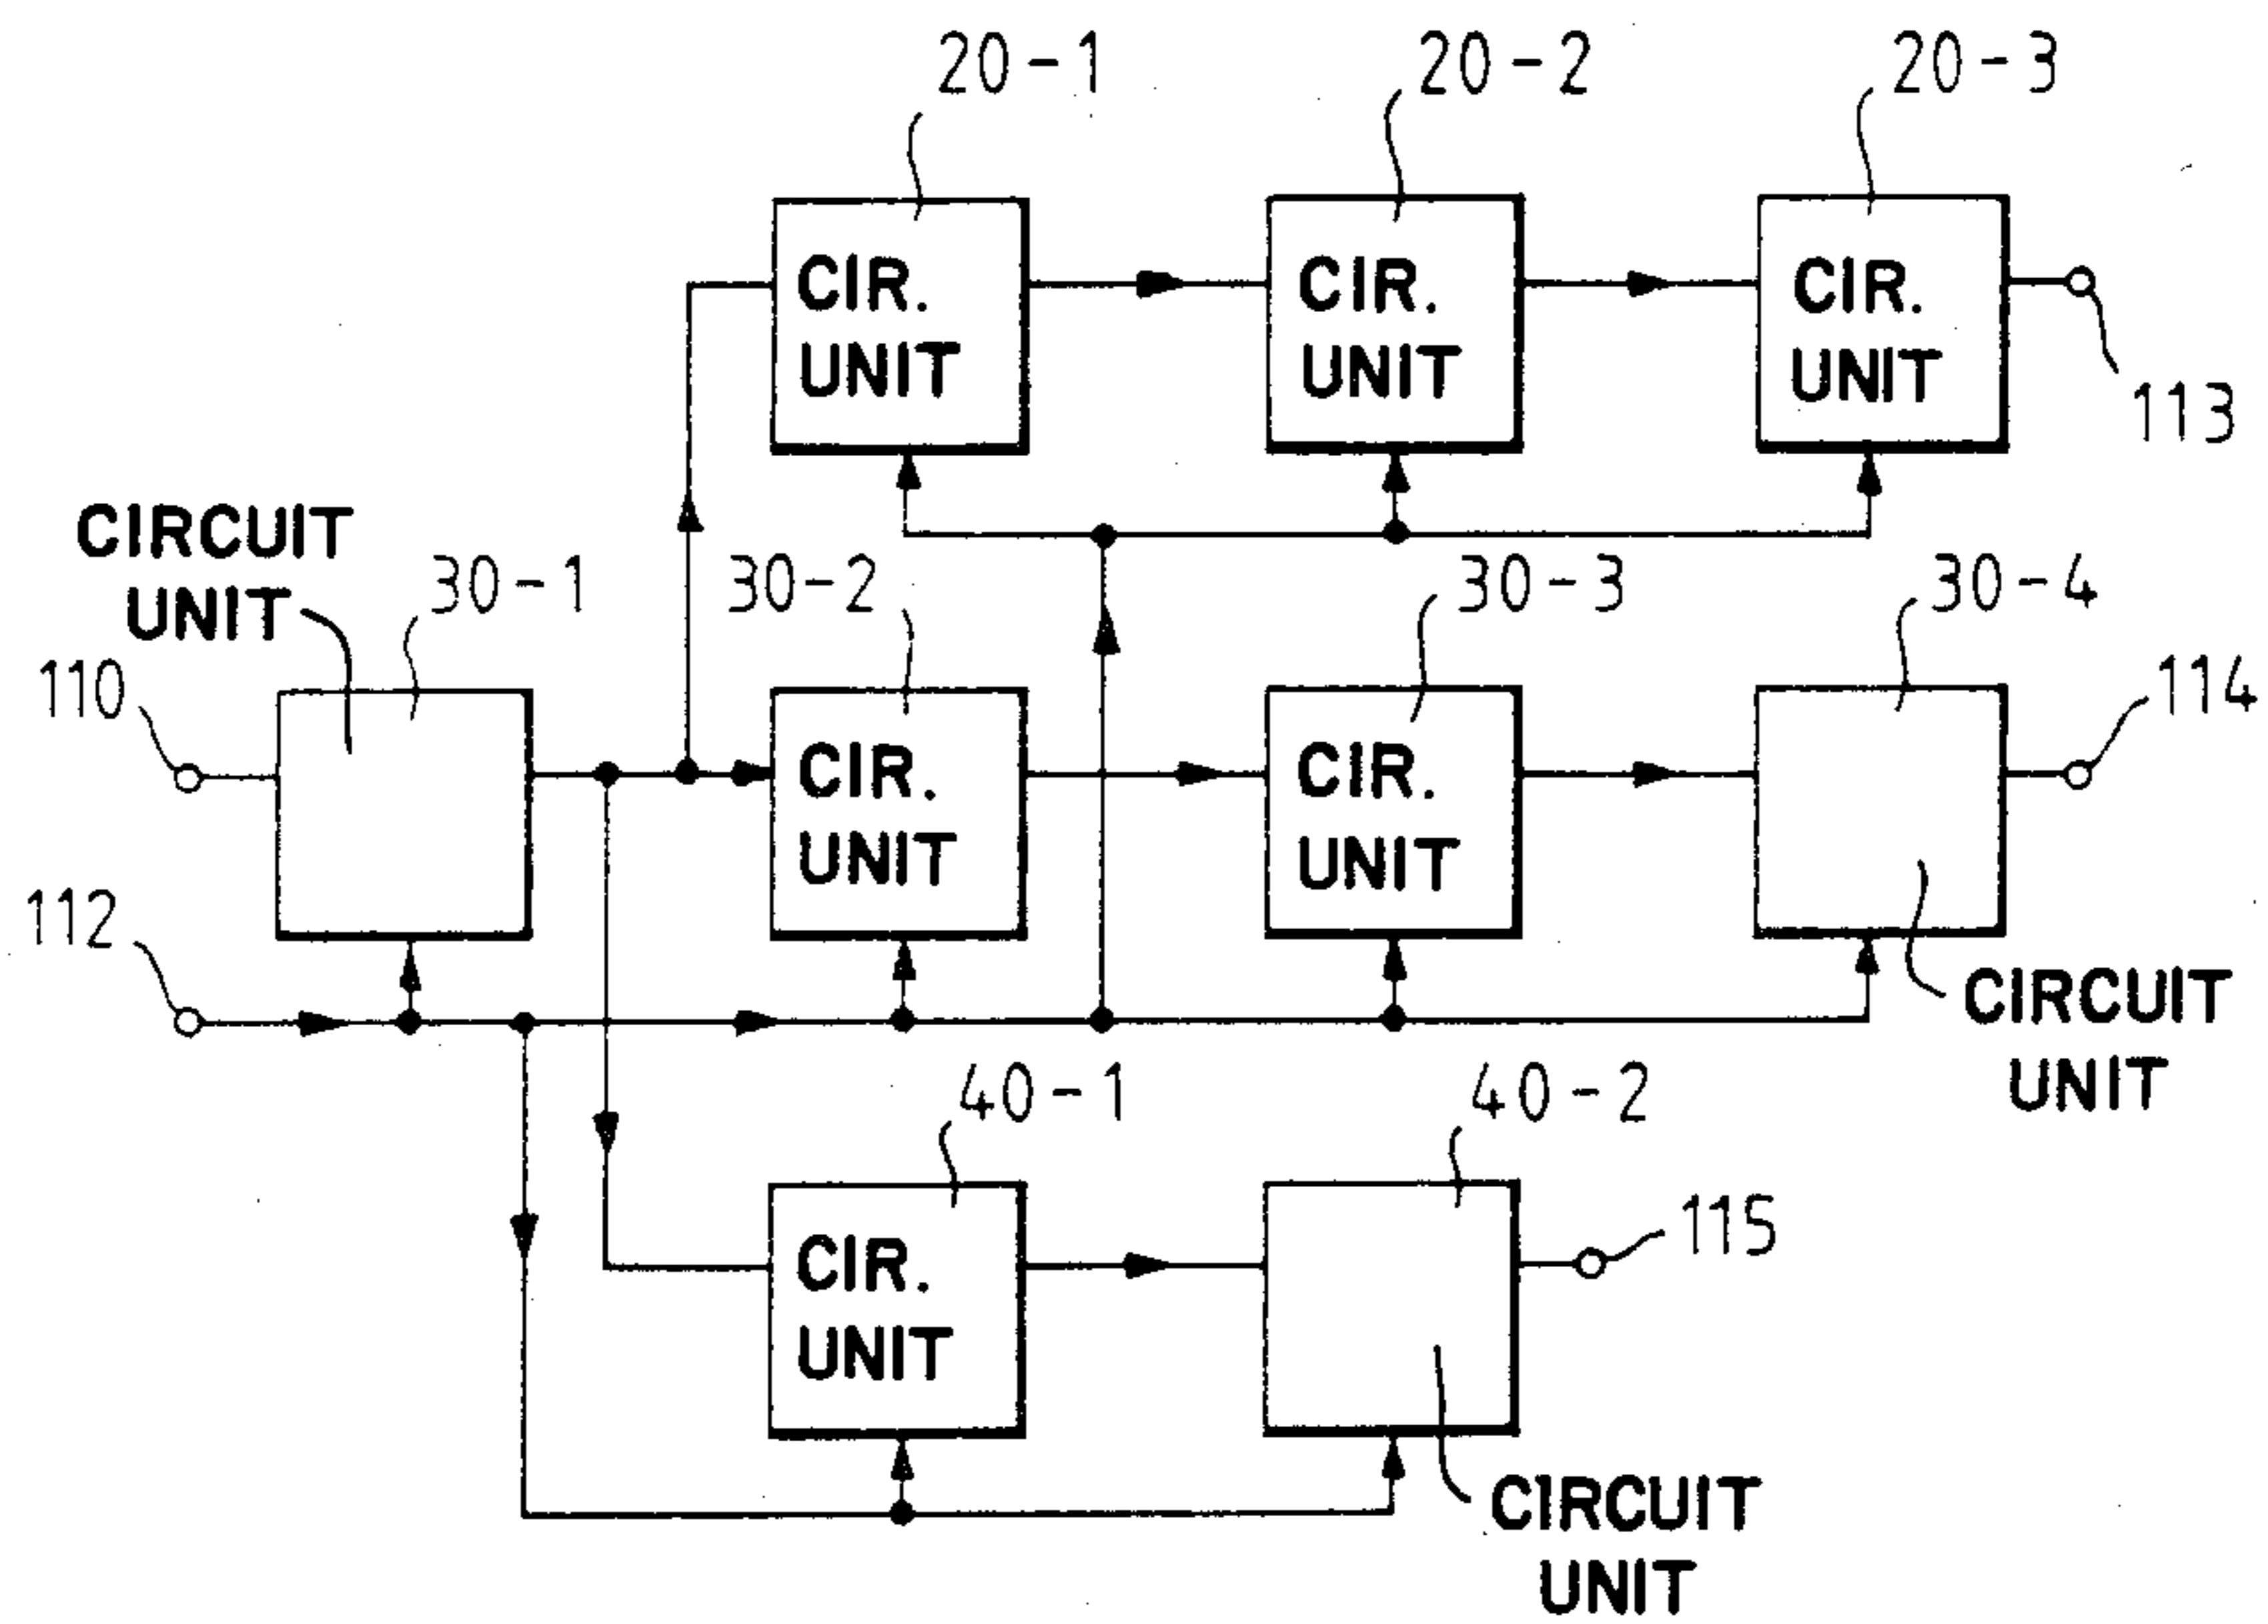 20-1
20-2
20-3
CIR.
UNIT
CIR.
UNIT
CIR.
UNIT
113
CIRCUIT
UNIT
30-1
30-2
30-3
30-4
110
114
CIR.
UNIT
CIR.
UNIT
112
CIRCUIT
UNIT
40-1
40-2
CIR.
UNIT
115
CIRCUIT
UNIT